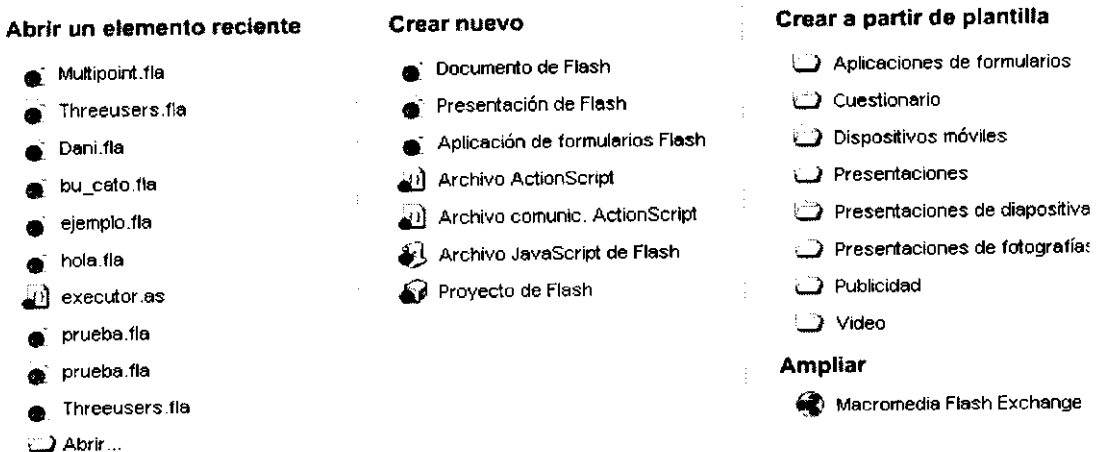 Abrir un elemento reciente
Multipoint.fla
Threeusers.fla
Dani.fla
bu_cato.fla
ejemplo.fla
hola.fla
executor.as
prueba.fla
prueba.fla
Threeusers.fla
Abrir...
Crear nuevo
Documento de Flash
Presentación de Flash
Aplicación de formularios Flash
Archivo ActionScript
Archivo comunic. ActionScript
Archivo JavaScript de Flash
Proyecto de Flash
Crear a partir de plantilla
Aplicaciones de formularios
Cuestionario
Dispositivos móviles
Presentaciones
Presentaciones de diapositiva
Presentaciones de fotografías
Publicidad
Video
Ampliar
Macromedia Flash Exchange